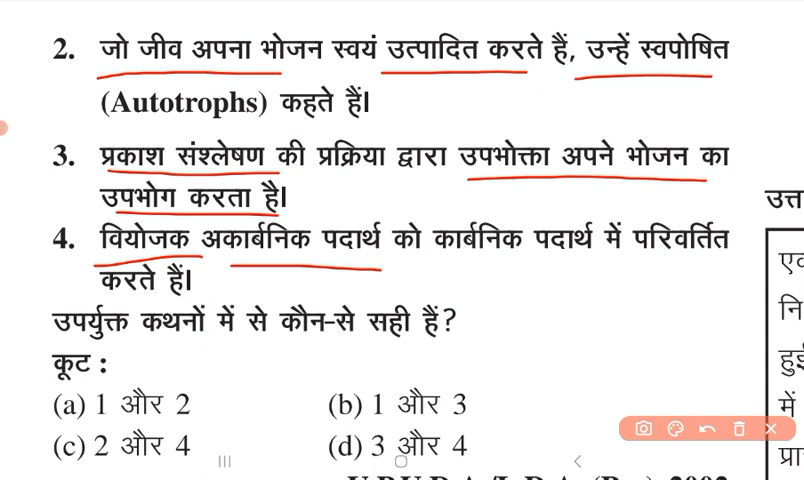 2. जो जीव अपना भोजन स्वयं उत्पादित करते हैं, उन्हें स्वपोषित
(Autotrophs) कहते हैं।
3. प्रकाश संश्लेषण की प्रक्रिया द्वारा उपभोक्ता अपने भोजन का
उपभोग करता है।
4. वियोजक अकार्बनिक पदार्थ को कार्बनिक पदार्थ में परिवर्तित
करते हैं।
उपर्युक्त कथनों में से कौन-से सही हैं?
कूट :
(a) 1 और 2 (b) 1 और 3
(c) 2 और 4 (d) 3 और 4
उत्त
नि
हुई
में
प्रा